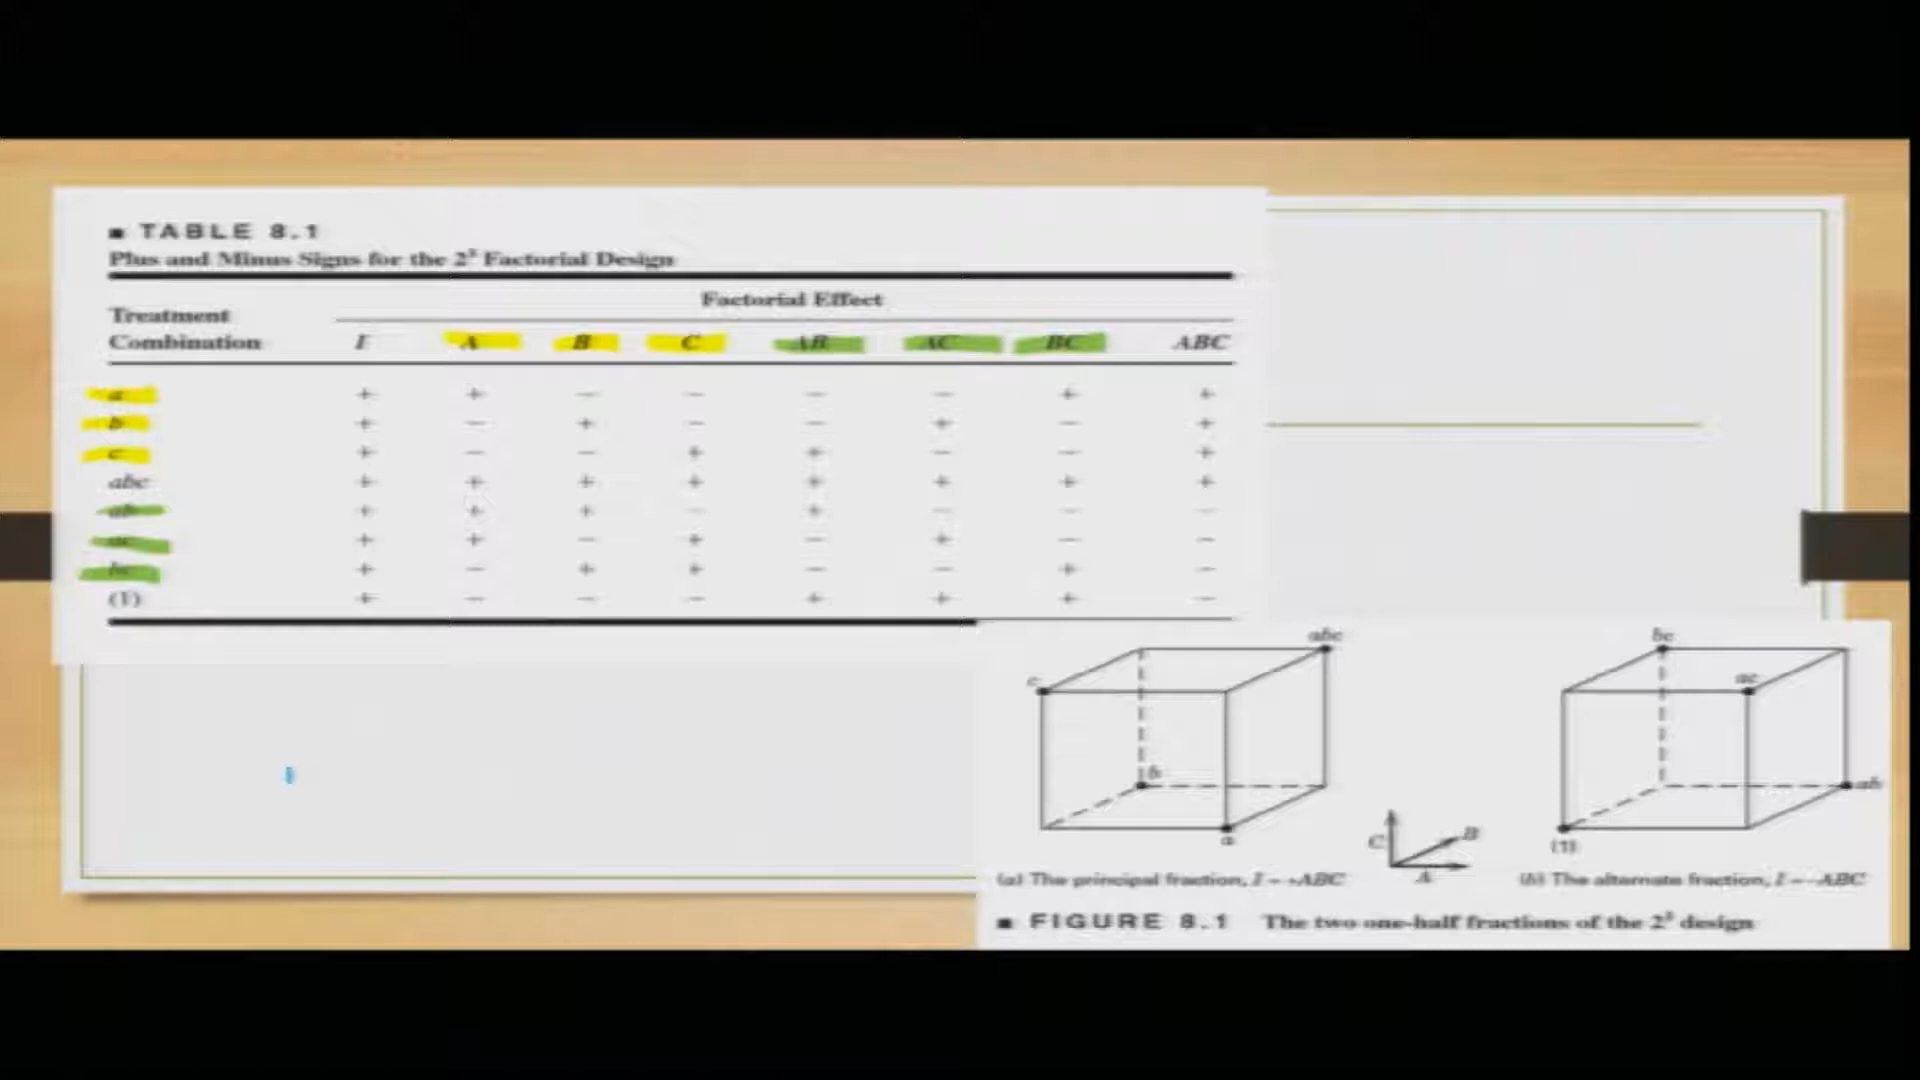 ■ TABLE 8.1
Plus and Minus Signs for the 2³ Factorial Design
Factorial Effect
Treatment
Combination I A B C AB AC BC ABC
a + + − − − − + +
b + − + − − + − +
c + − − + + − − +
abc + + + + + + + +
ab + + + − + − − −
ac + + − + − + − −
bc + − + + − − + −
(1) + − − − + + + −
abc
c
b
a
C
B
A
bc
ac
ab
(1)
(a) The principal fraction, I = +ABC
(b) The alternate fraction, I = −ABC
■ FIGURE 8.1 The two one-half fractions of the 2³ design